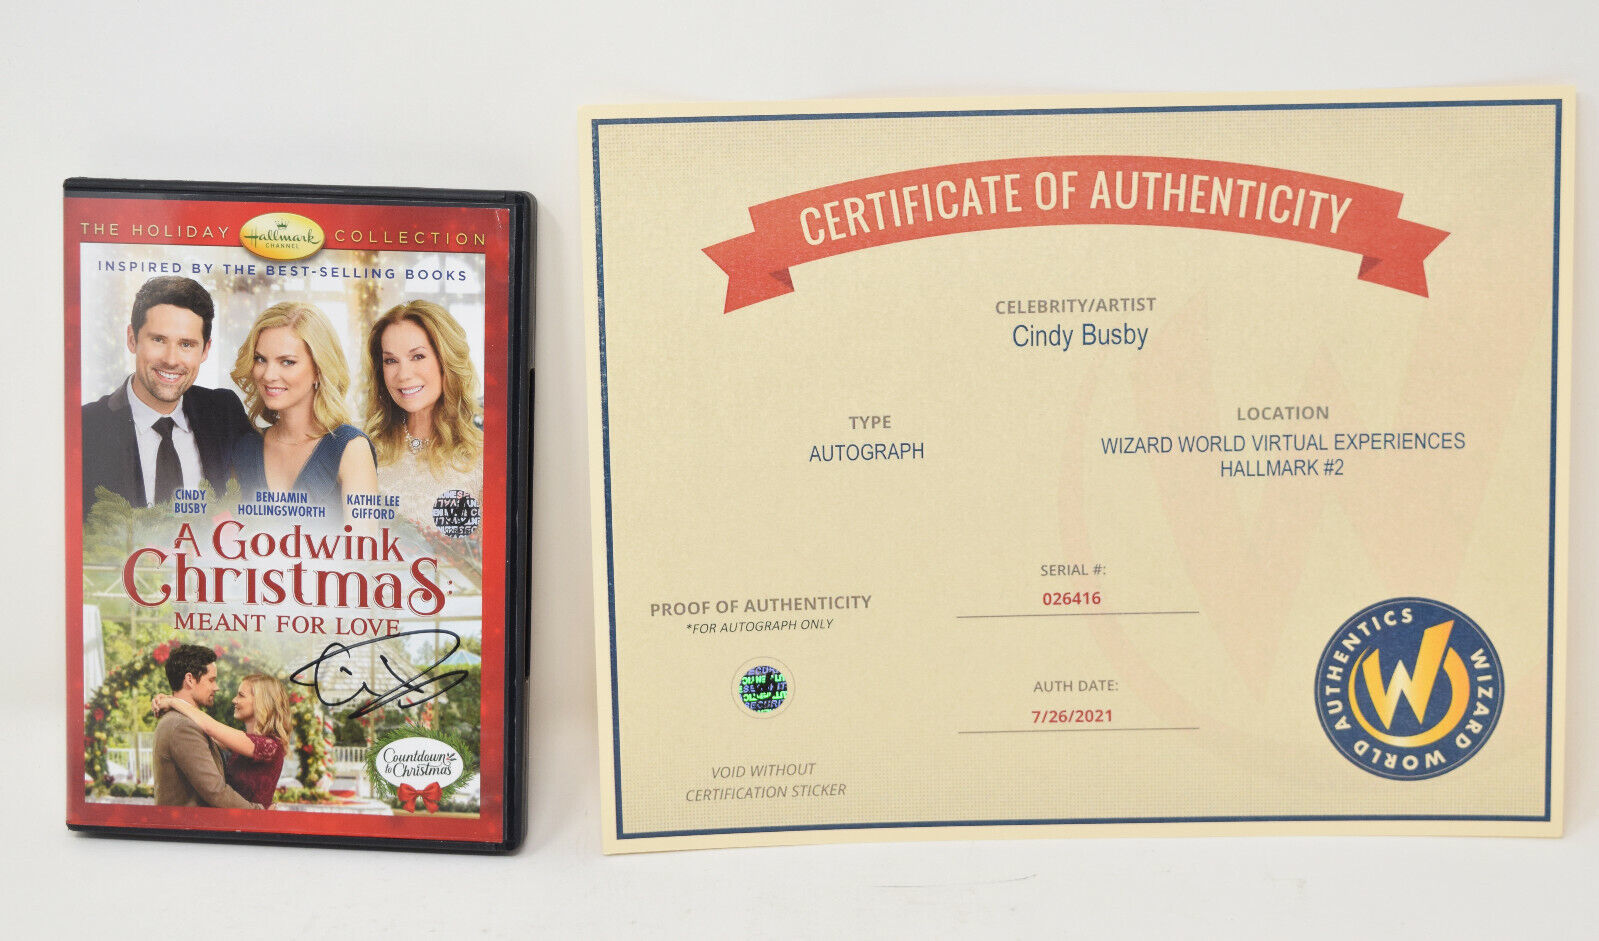 THE HOLIDAY Hallmark CHANNEL COLLECTION
INSPIRED BY THE BEST-SELLING BOOKS
CINDY BUSBY
BENJAMIN HOLLINGSWORTH
KATHIE LEE GIFFORD
A Godwink
Christmas:
MEANT FOR LOVE
Countdown
to Christmas
CERTIFICATE OF AUTHENTICITY
CELEBRITY/ARTIST
Cindy Busby
TYPE
AUTOGRAPH
LOCATION
WIZARD WORLD VIRTUAL EXPERIENCES
HALLMARK #2
SERIAL #:
026416
PROOF OF AUTHENTICITY
*FOR AUTOGRAPH ONLY
AUTH DATE:
7/26/2021
VOID WITHOUT
CERTIFICATION STICKER
W
WIZARD WORLD AUTHENTICS